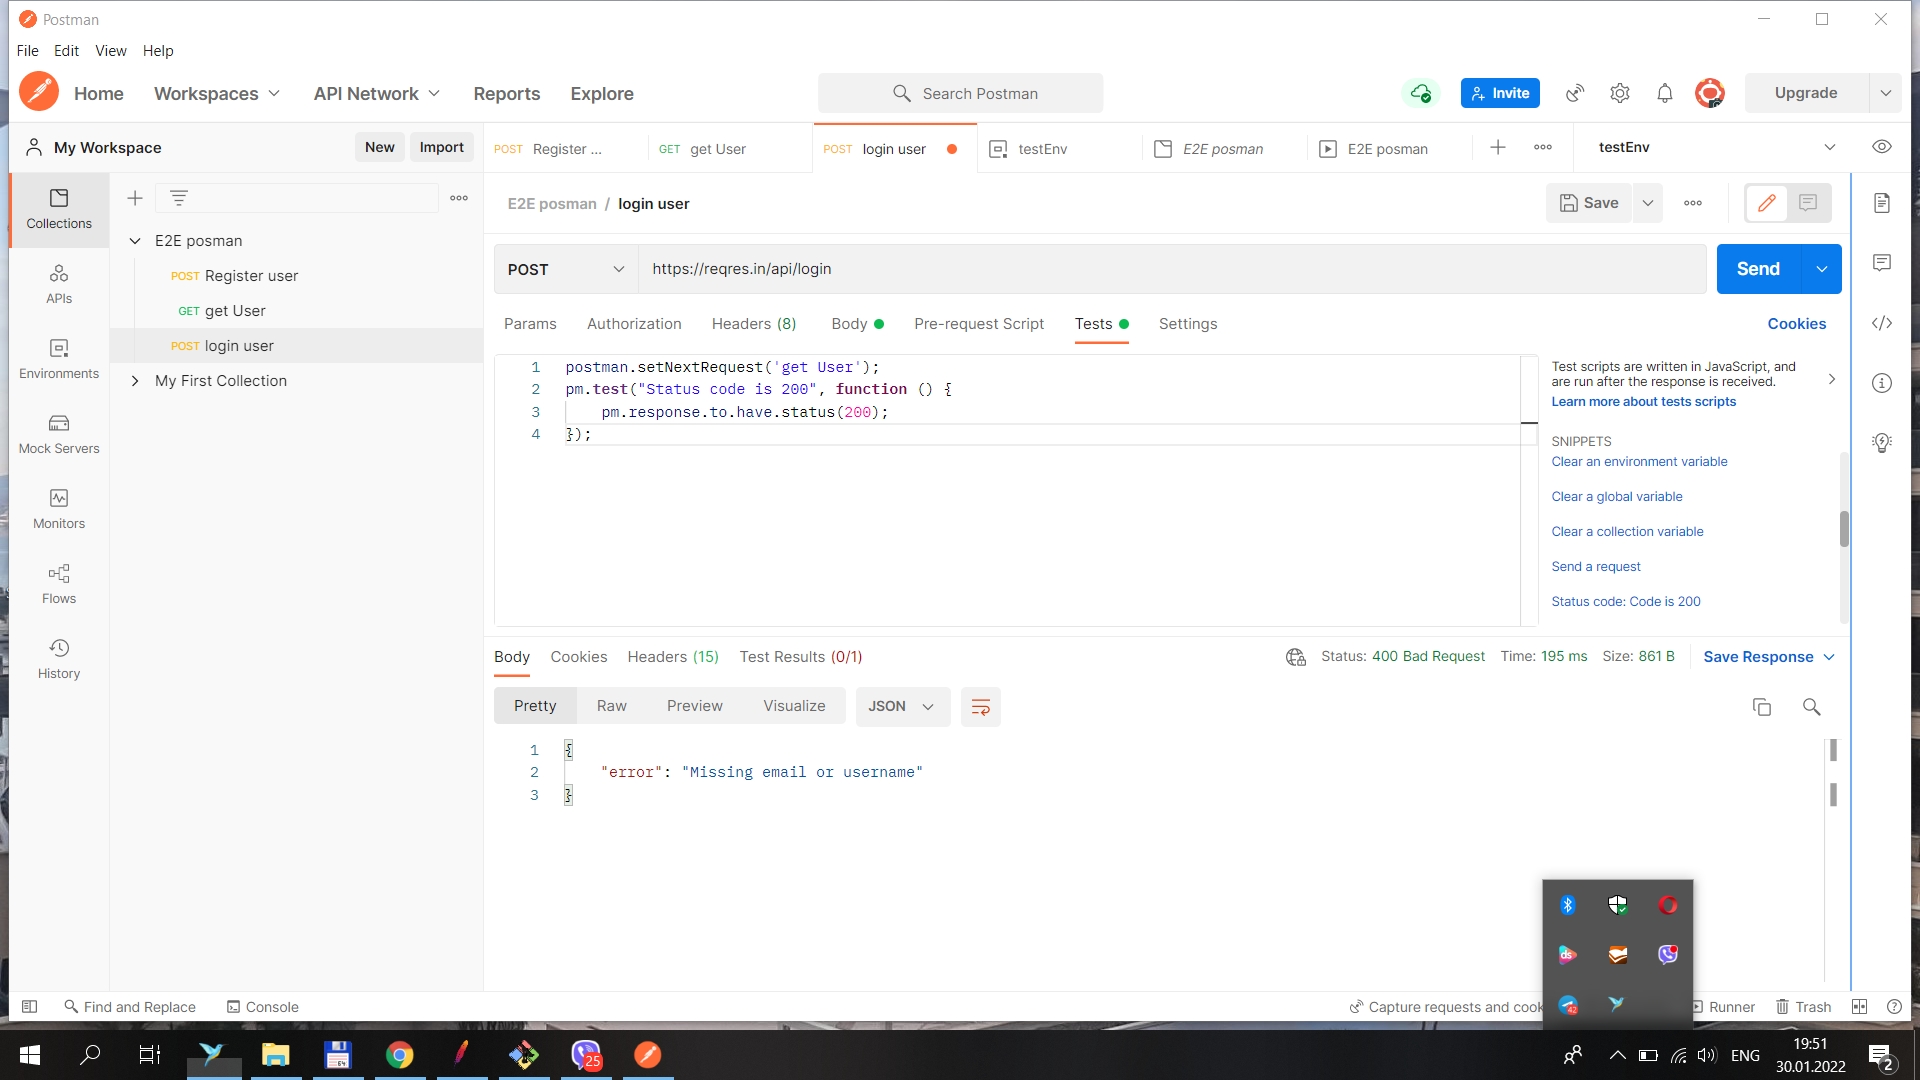 Postman
File Edit View Help
Home Workspaces API Network Reports Explore Search Postman Invite Upgrade
My Workspace New Import
POST Register ... GET get User POST login user testEnv E2E posman E2E posman testEnv
Collections
APIs
Environments
Mock Servers
Monitors
Flows
History
E2E posman
POST Register user
GET get User
POST login user
My First Collection
E2E posman / login user Save
POST https://reqres.in/api/login Send
Params Authorization Headers (8) Body Pre-request Script Tests Settings Cookies
1 postman.setNextRequest('get User');
2 pm.test("Status code is 200", function () {
3 pm.response.to.have.status(200);
4 });
Test scripts are written in JavaScript, and
are run after the response is received.
Learn more about tests scripts
SNIPPETS
Clear an environment variable
Clear a global variable
Clear a collection variable
Send a request
Status code: Code is 200
Body Cookies Headers (15) Test Results (0/1) Status: 400 Bad Request Time: 195 ms Size: 861 B Save Response
Pretty Raw Preview Visualize JSON
1 {
2 "error": "Missing email or username"
3 }
ds
42
Find and Replace Console Capture requests and cook Runner Trash
64
25
ENG
19:51
30.01.2022
2